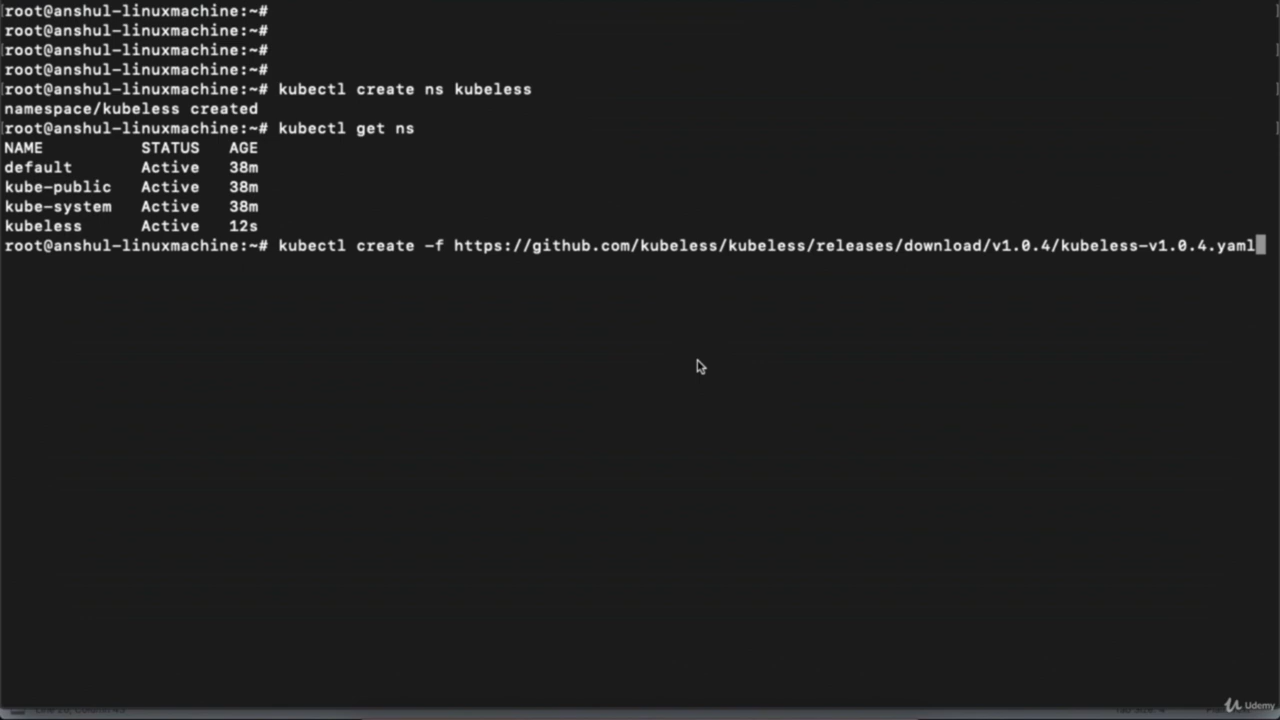 root@anshul-linuxmachine:~#
root@anshul-linuxmachine:~#
root@anshul-linuxmachine:~#
root@anshul-linuxmachine:~#
root@anshul-linuxmachine:~# kubectl create ns kubeless
namespace/kubeless created
root@anshul-linuxmachine:~# kubectl get ns
NAME STATUS AGE
default Active 38m
kube-public Active 38m
kube-system Active 38m
kubeless Active 12s
root@anshul-linuxmachine:~# kubectl create -f https://github.com/kubeless/kubeless/releases/download/v1.0.4/kubeless-v1.0.4.yaml
Udemy